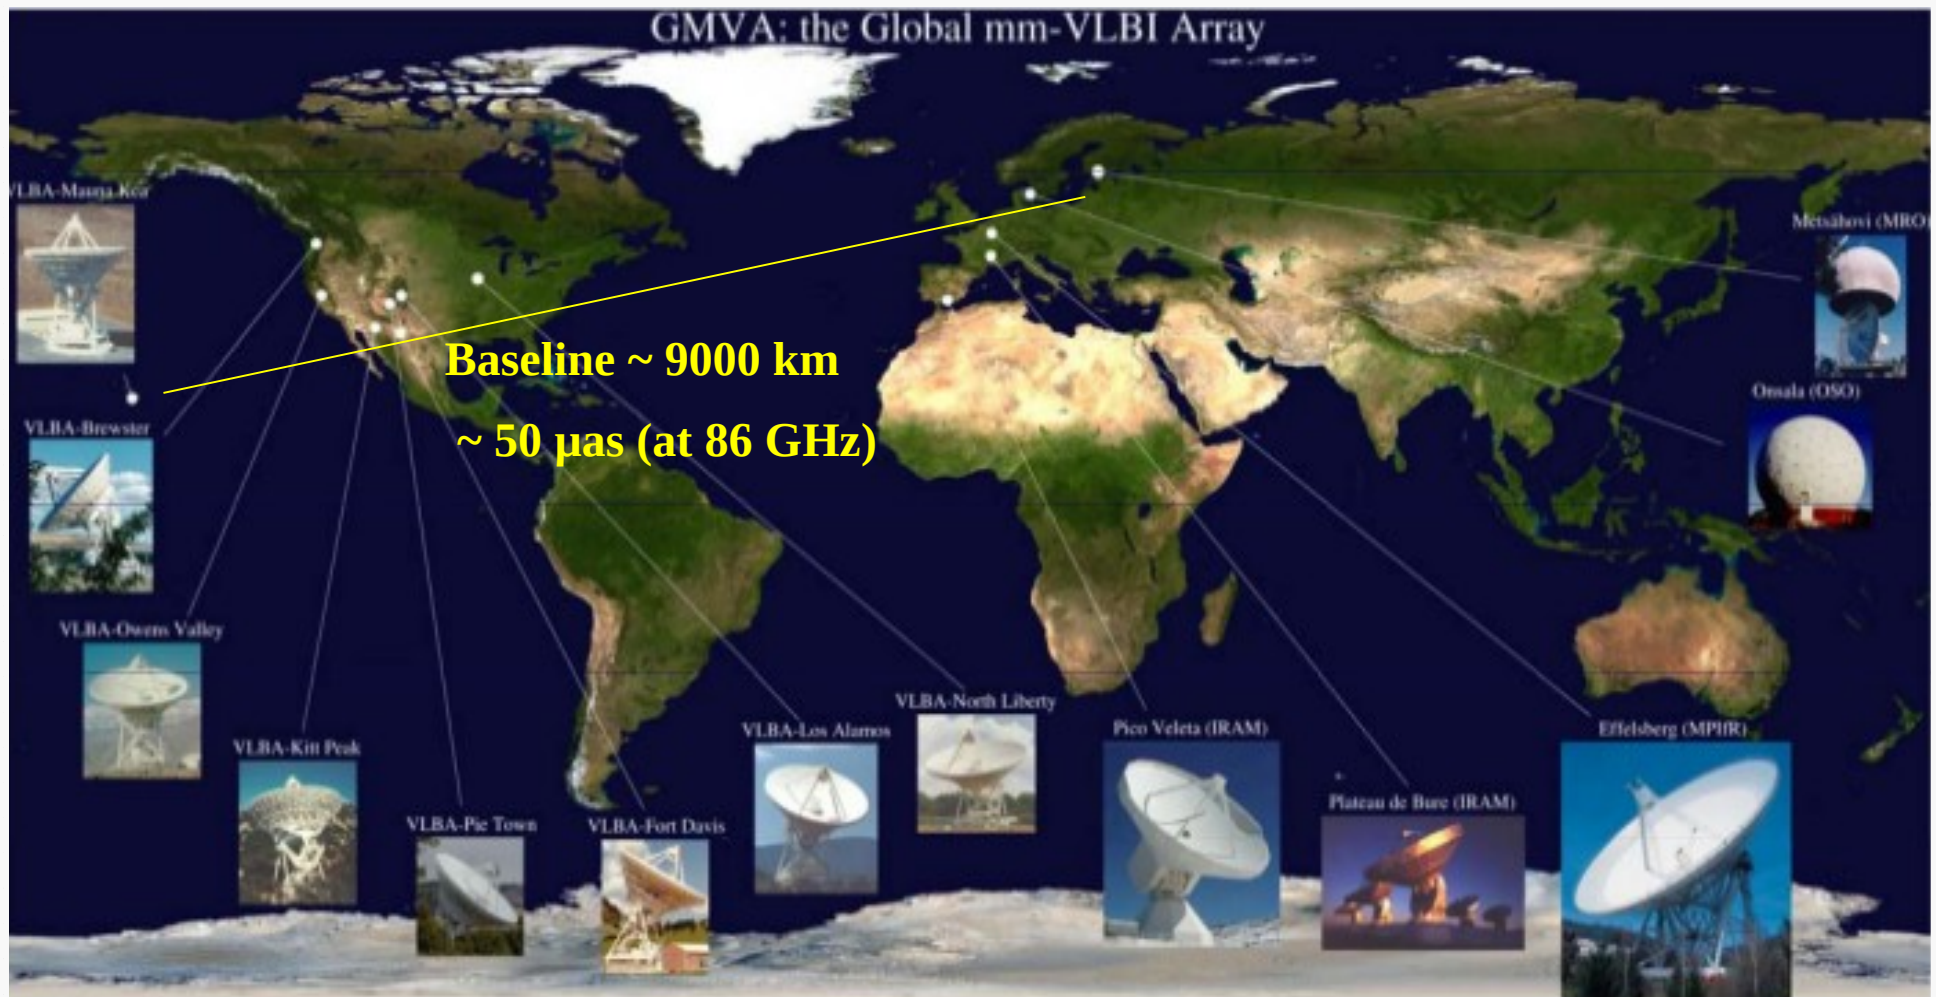 GMVA: the Global mm-VLBI Array
VLBA-Mauna Kea
Metsähovi (MRO)
Baseline ~ 9000 km
Onsala (OSO)
VLBA-Brewster
~ 50 µas (at 86 GHz)
VLBA-Owens Valley
VLBA-North Liberty
VLBA-Kitt Peak
VLBA-Los Alamos
Pico Veleta (IRAM)
Effelsberg (MPIfR)
Plateau de Bure (IRAM)
VLBA-Pie Town
VLBA-Fort Davis